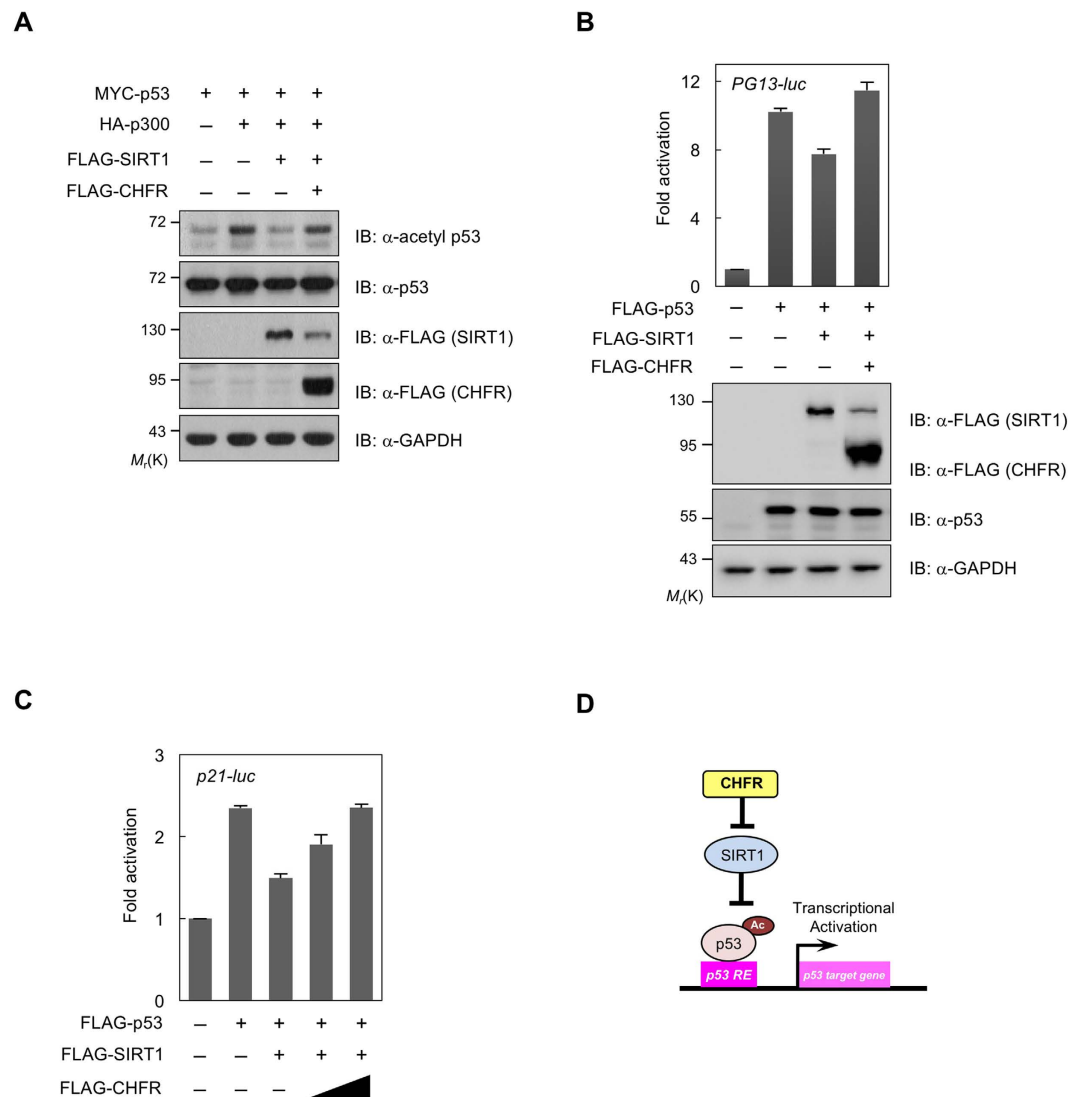 A
MYC-p53 + + + +
HA-p300 – + + +
FLAG-SIRT1 – – + +
FLAG-CHFR – – – +
72 IB: α-acetyl p53
72 IB: α-p53
130 IB: α-FLAG (SIRT1)
95 IB: α-FLAG (CHFR)
43 IB: α-GAPDH
Mr(K)
B
PG13-luc
Fold activation
12
8
4
0
FLAG-p53 – + + +
FLAG-SIRT1 – – + +
FLAG-CHFR – – – +
130 IB: α-FLAG (SIRT1)
95 IB: α-FLAG (CHFR)
55 IB: α-p53
43 IB: α-GAPDH
Mr(K)
C
p21-luc
Fold activation
3
2
1
0
FLAG-p53 – + + + +
FLAG-SIRT1 – – + + +
FLAG-CHFR – – –
D
CHFR
SIRT1
Ac
p53
p53 RE
Transcriptional
Activation
p53 target gene